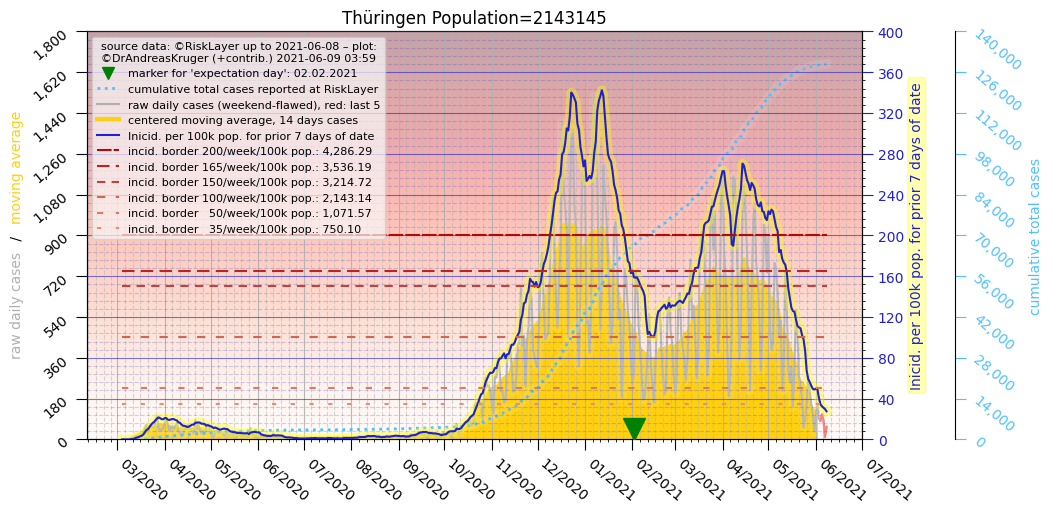 Thüringen Population=2143145
source data: ©RiskLayer up to 2021-06-08 – plot:
©DrAndreasKruger (+contrib.) 2021-06-09 03:59
marker for 'expectation day': 02.02.2021
cumulative total cases reported at RiskLayer
raw daily cases (weekend-flawed), red: last 5
centered moving average, 14 days cases
Inicid. per 100k pop. for prior 7 days of date
incid. border 200/week/100k pop.: 4,286.29
incid. border 165/week/100k pop.: 3,536.19
incid. border 150/week/100k pop.: 3,214.72
incid. border 100/week/100k pop.: 2,143.14
incid. border   50/week/100k pop.: 1,071.57
incid. border   35/week/100k pop.: 750.10
raw daily cases / moving average
1,800
1,620
1,440
1,260
1,080
900
720
540
360
180
0
03/2020
04/2020
05/2020
06/2020
07/2020
08/2020
09/2020
10/2020
11/2020
12/2020
01/2021
02/2021
03/2021
04/2021
05/2021
06/2021
07/2021
400
360
320
280
240
200
160
120
80
40
0
Inicid. per 100k pop. for prior 7 days of date
140,000
126,000
112,000
98,000
84,000
70,000
56,000
42,000
28,000
14,000
0
cumulative total cases